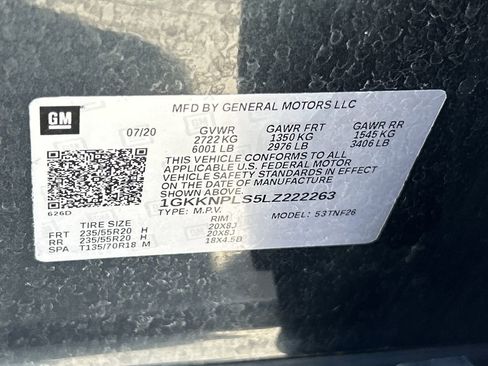 GM
MFD BY GENERAL MOTORS LLC
07/20 GVWR GAWR FRT GAWR RR
2722 KG 1350 KG 1545 KG
6001 LB 2976 LB 3406 LB
THIS VEHICLE CONFORMS TO ALL
APPLICABLE U.S. FEDERAL MOTOR
VEHICLE SAFETY STANDARDS IN EFFECT
ON THE DATE OF MANUFACTURE
SHOWN ABOVE.
1GKKNPLS5LZ222263
626D
TYPE: M.P.V. MODEL: 53TNF26
TIRE SIZE RIM
FRT 235/55R20 H 20X8J
RR 235/55R20 H 20X8J
SPA T135/70R18 M 18X4.5B